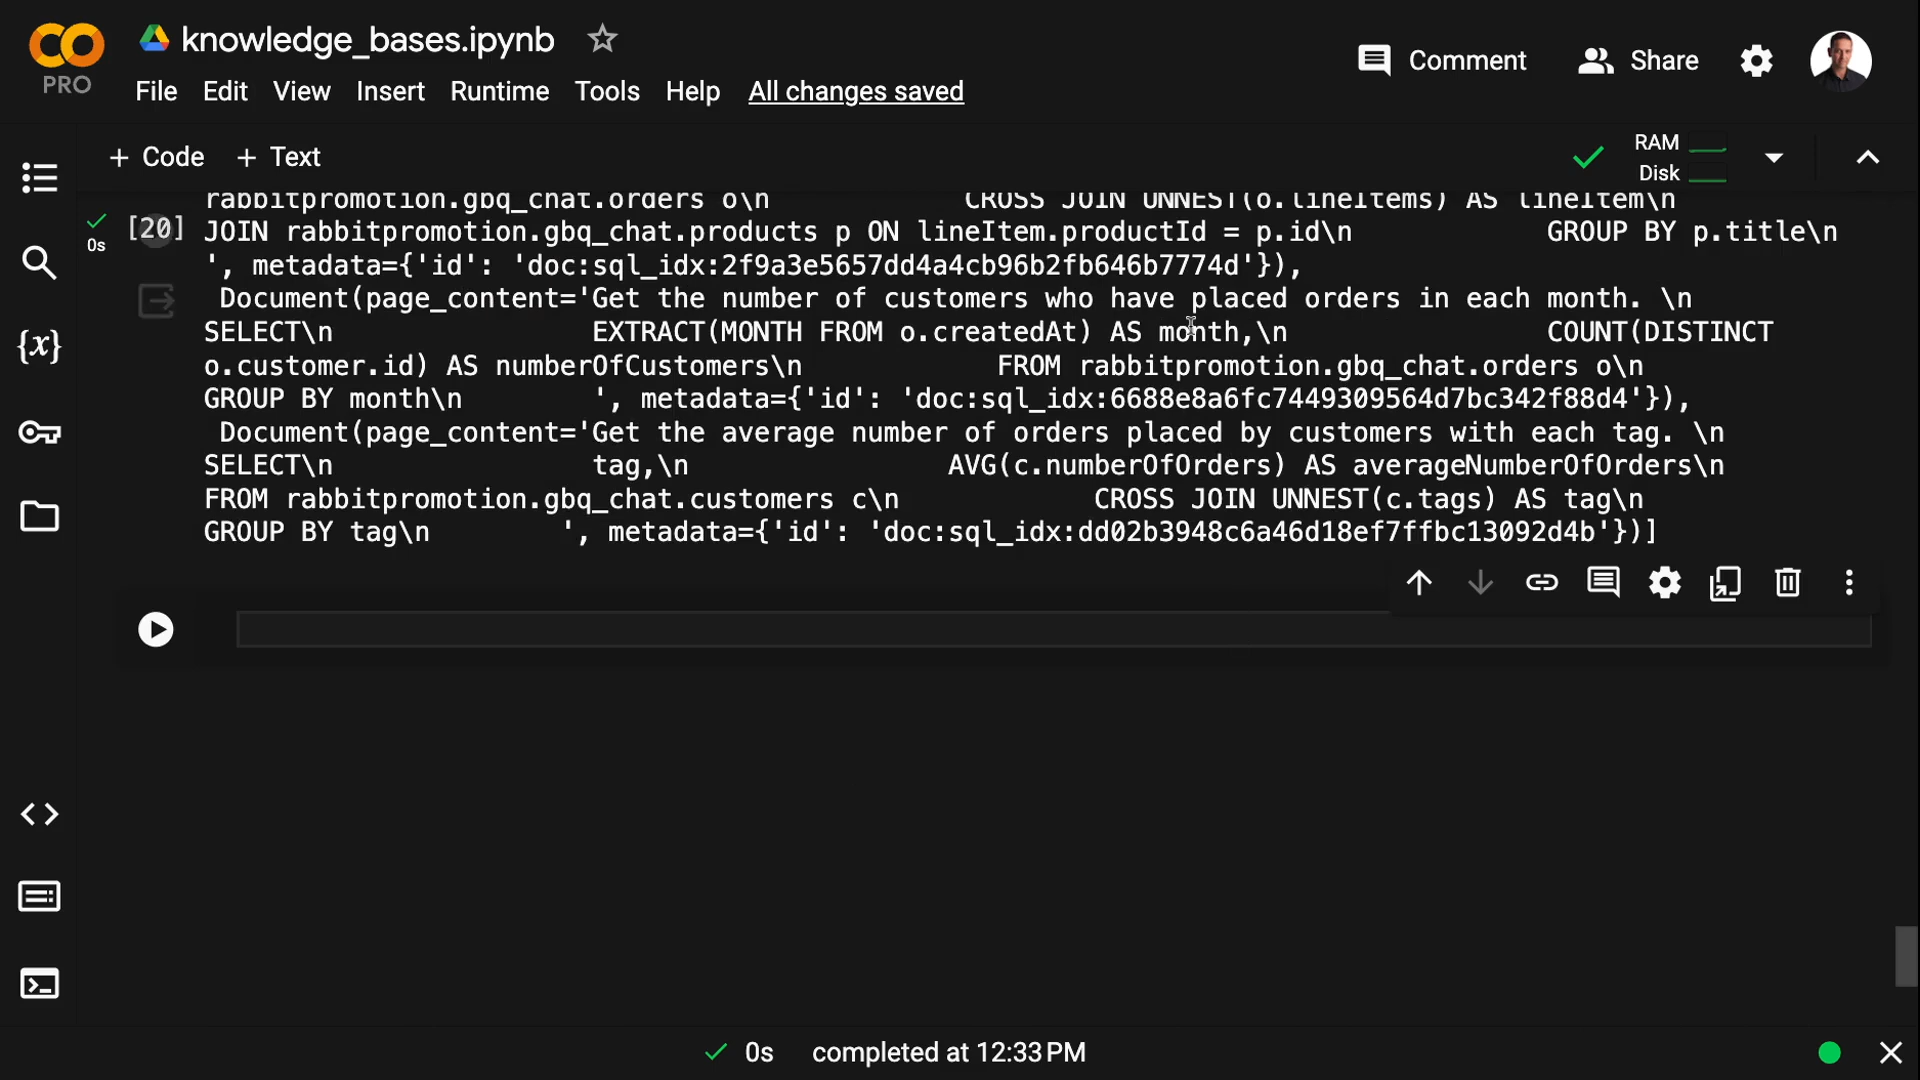 knowledge_bases.ipynb
PRO
File Edit View Insert Runtime Tools Help All changes saved
Comment
Share
+ Code + Text
RAM
Disk
rabbitpromotion.gbq_chat.orders o\n CROSS JOIN UNNEST(o.lineItems) AS lineItem\n
[20]
0s
JOIN rabbitpromotion.gbq_chat.products p ON lineItem.productId = p.id\n GROUP BY p.title\n
', metadata={'id': 'doc:sql_idx:2f9a3e5657dd4a4cb96b2fb646b7774d'}),
Document(page_content='Get the number of customers who have placed orders in each month. \n
SELECT\n EXTRACT(MONTH FROM o.createdAt) AS month,\n COUNT(DISTINCT
o.customer.id) AS numberOfCustomers\n FROM rabbitpromotion.gbq_chat.orders o\n
GROUP BY month\n ', metadata={'id': 'doc:sql_idx:6688e8a6fc7449309564d7bc342f88d4'}),
Document(page_content='Get the average number of orders placed by customers with each tag. \n
SELECT\n tag,\n AVG(c.numberOfOrders) AS averageNumberOfOrders\n
FROM rabbitpromotion.gbq_chat.customers c\n CROSS JOIN UNNEST(c.tags) AS tag\n
GROUP BY tag\n ', metadata={'id': 'doc:sql_idx:dd02b3948c6a46d18ef7ffbc13092d4b'})]
{x}
0s completed at 12:33 PM